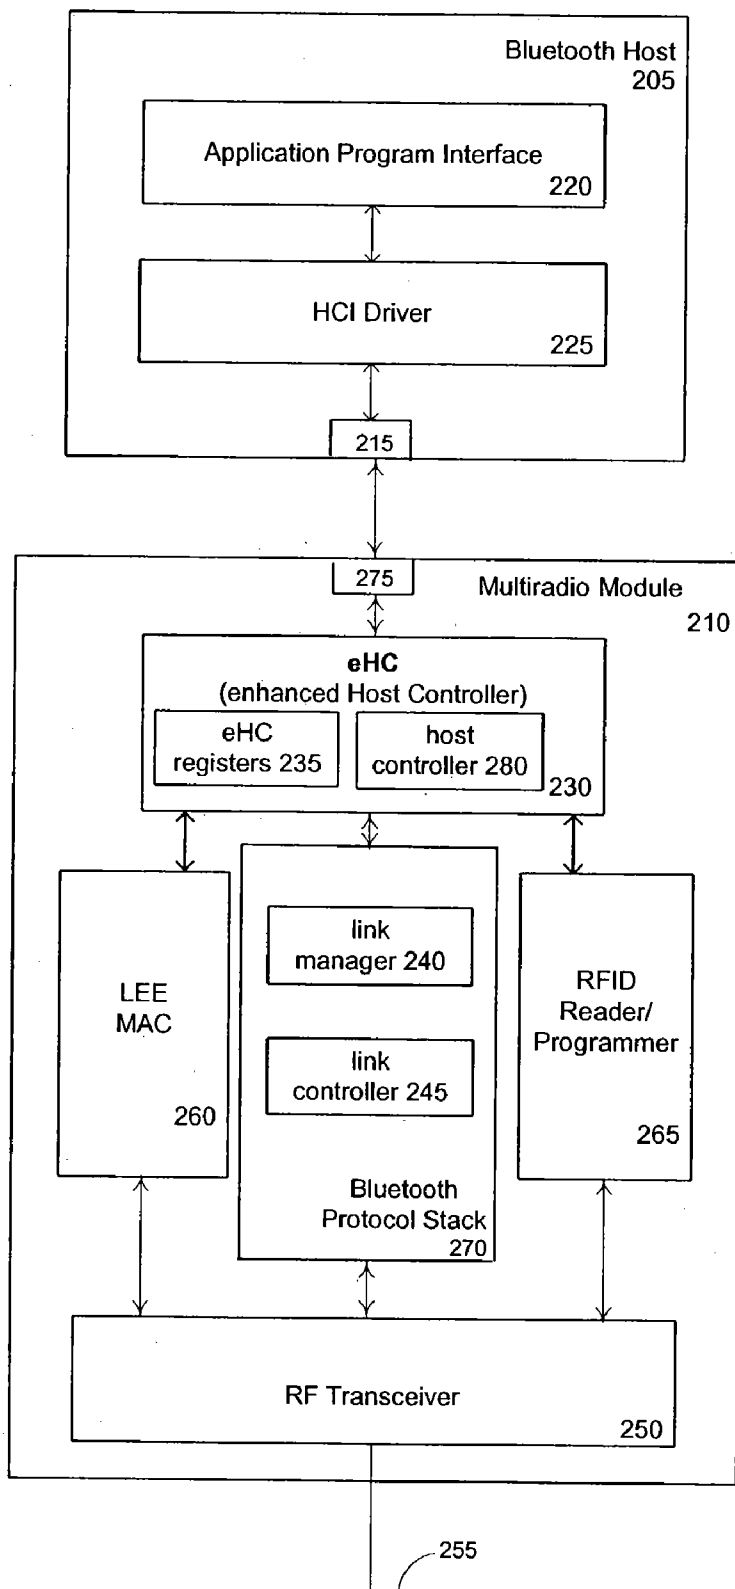 Bluetooth Host
205
Application Program Interface
220
HCI Driver
225
215
275
Multiradio Module
210
eHC
(enhanced Host Controller)
eHC
registers 235
host
controller 280
230
LEE
MAC
260
link
manager 240
link
controller 245
Bluetooth
Protocol Stack
270
RFID
Reader/
Programmer
265
RF Transceiver
250
255